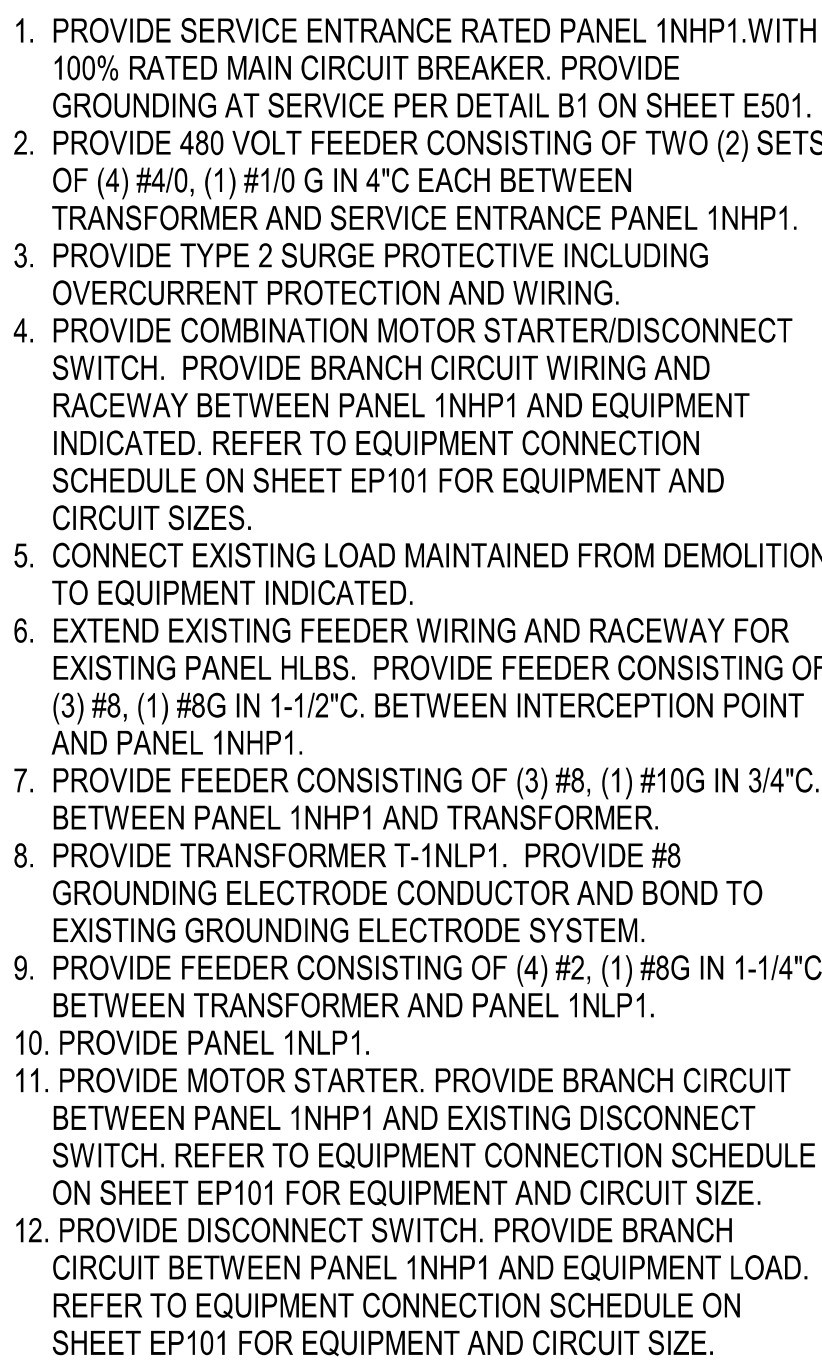 1. PROVIDE SERVICE ENTRANCE RATED PANEL 1NHP1.WITH
100% RATED MAIN CIRCUIT BREAKER. PROVIDE
GROUNDING AT SERVICE PER DETAIL B1 ON SHEET E501.
2. PROVIDE 480 VOLT FEEDER CONSISTING OF TWO (2) SETS
OF (4) #4/0, (1) #1/0 G IN 4"C EACH BETWEEN
TRANSFORMER AND SERVICE ENTRANCE PANEL 1NHP1.
3. PROVIDE TYPE 2 SURGE PROTECTIVE INCLUDING
OVERCURRENT PROTECTION AND WIRING.
4. PROVIDE COMBINATION MOTOR STARTER/DISCONNECT
SWITCH. PROVIDE BRANCH CIRCUIT WIRING AND
RACEWAY BETWEEN PANEL 1NHP1 AND EQUIPMENT
INDICATED. REFER TO EQUIPMENT CONNECTION
SCHEDULE ON SHEET EP101 FOR EQUIPMENT AND
CIRCUIT SIZES.
5. CONNECT EXISTING LOAD MAINTAINED FROM DEMOLITION
TO EQUIPMENT INDICATED.
6. EXTEND EXISTING FEEDER WIRING AND RACEWAY FOR
EXISTING PANEL HLBS. PROVIDE FEEDER CONSISTING OF
(3) #8, (1) #8G IN 1-1/2"C. BETWEEN INTERCEPTION POINT
AND PANEL 1NHP1.
7. PROVIDE FEEDER CONSISTING OF (3) #8, (1) #10G IN 3/4"C.
BETWEEN PANEL 1NHP1 AND TRANSFORMER.
8. PROVIDE TRANSFORMER T-1NLP1. PROVIDE #8
GROUNDING ELECTRODE CONDUCTOR AND BOND TO
EXISTING GROUNDING ELECTRODE SYSTEM.
9. PROVIDE FEEDER CONSISTING OF (4) #2, (1) #8G IN 1-1/4"C
BETWEEN TRANSFORMER AND PANEL 1NLP1.
10. PROVIDE PANEL 1NLP1.
11. PROVIDE MOTOR STARTER. PROVIDE BRANCH CIRCUIT
BETWEEN PANEL 1NHP1 AND EXISTING DISCONNECT
SWITCH. REFER TO EQUIPMENT CONNECTION SCHEDULE
ON SHEET EP101 FOR EQUIPMENT AND CIRCUIT SIZE.
12. PROVIDE DISCONNECT SWITCH. PROVIDE BRANCH
CIRCUIT BETWEEN PANEL 1NHP1 AND EQUIPMENT LOAD.
REFER TO EQUIPMENT CONNECTION SCHEDULE ON
SHEET EP101 FOR EQUIPMENT AND CIRCUIT SIZE.